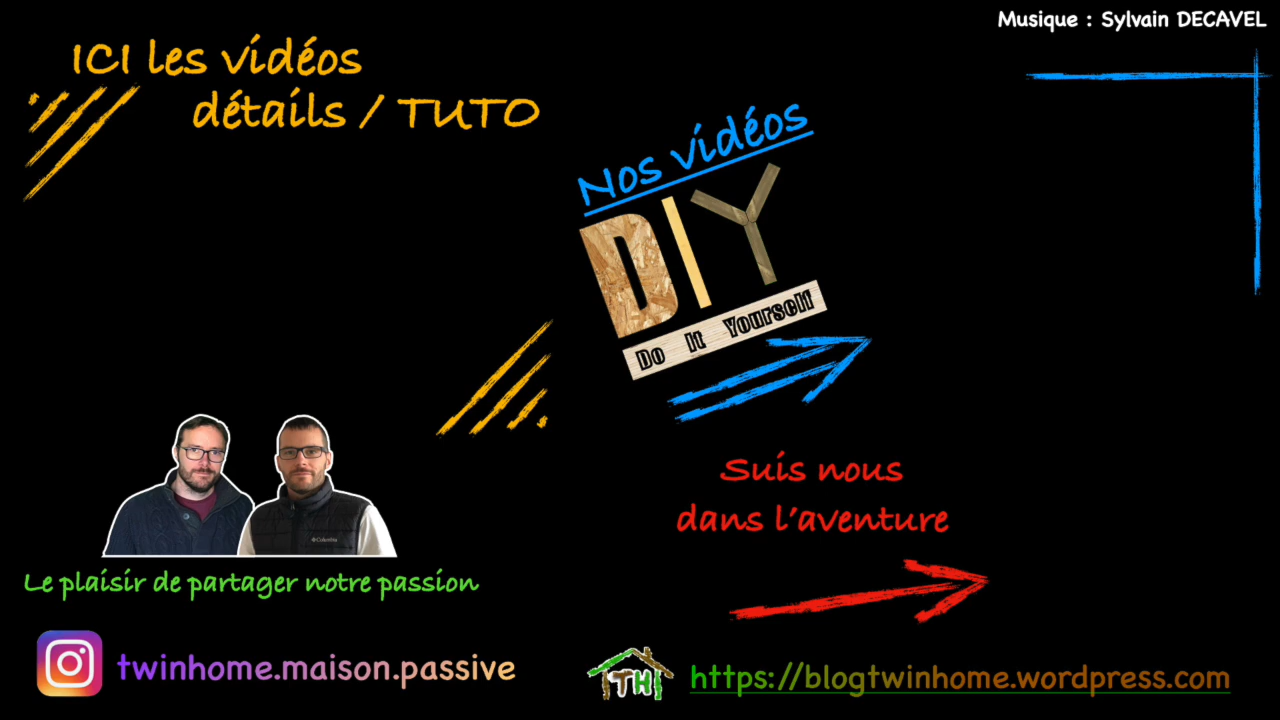 Musique : Sylvain DECAVEL
ICI les vidéos
détails / TUTO
Nos vidéos
DIY
Do It Yourself
Suis nous
dans l'aventure
Columbia
Le plaisir de partager notre passion
twinhome.maison.passive
TH
https://blogtwinhome.wordpress.com